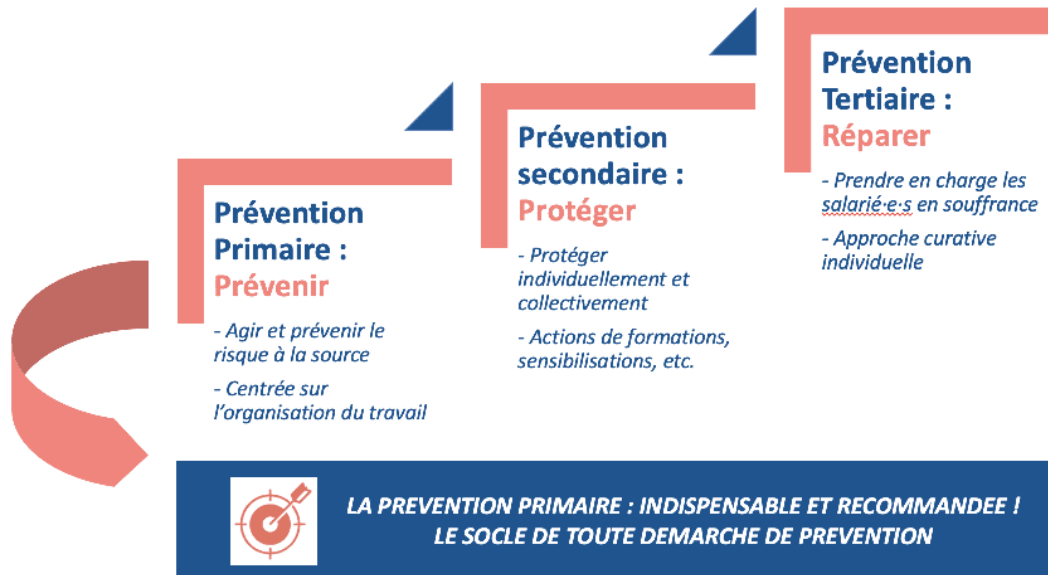 Prévention
Primaire :
Prévenir
- Agir et prévenir le
risque à la source
- Centrée sur
l'organisation du travail
Prévention
secondaire :
Protéger
- Protéger
individuellement et
collectivement
- Actions de formations,
sensibilisations, etc.
Prévention
Tertiaire :
Réparer
- Prendre en charge les
salarié·e·s en souffrance
- Approche curative
individuelle
LA PREVENTION PRIMAIRE : INDISPENSABLE ET RECOMMANDEE !
LE SOCLE DE TOUTE DEMARCHE DE PREVENTION